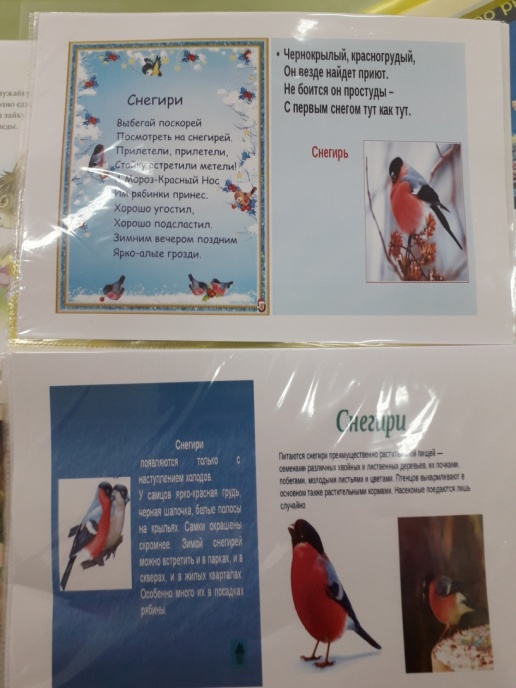 Снегири
Выбегай поскорей
Посмотреть на снегирей.
Прилетели, прилетели,
Стайку встретили метели!
Мороз-Красный Нос
Им рябинки принес.
Хорошо угостил,
Хорошо подсластил.
Зимним вечером поздним
Ярко-алые грозди.
• Чернокрылый, красногрудый,
Он везде найдет приют.
Не боится он простуды –
С первым снегом тут как тут.
Снегирь
Снегири
появляются только с
наступлением холодов.
У самцов ярко-красная грудь,
черная шапочка, белые полосы
на крыльях. Самки окрашены
скромнее. Зимой снегирей
можно встретить и в парках, и в
скверах, и в жилых кварталах
Особенно много их в посадках
рябины.
Снегири
Питаются снегири преимущественно растительной пищей —
семенами различных хвойных и лиственных деревьев, их почками,
побегами, молодыми листьями и цветами. Птенцов выкармливают в
основном также растительными кормами. Насекомые поедаются лишь
случайно